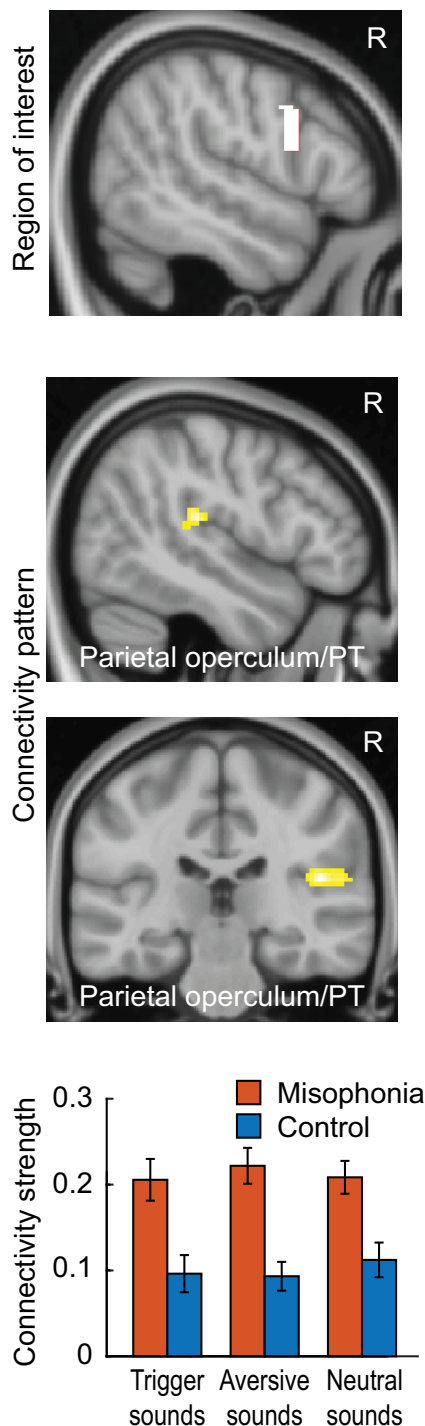 Region of interest
R
Connectivity pattern
R
Parietal operculum/PT
R
Parietal operculum/PT
Connectivity strength
0.3
0.2
0.1
0
Misophonia
Control
Trigger sounds
Aversive sounds
Neutral sounds